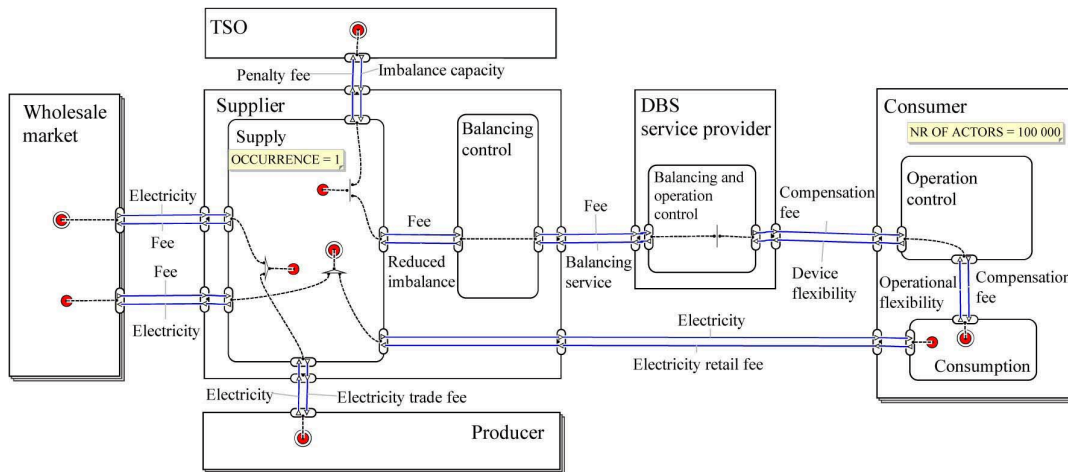 TSO
Penalty fee
Imbalance capacity
Wholesale
market
Supplier
Supply
OCCURRENCE = 1
Balancing
control
DBS
service provider
Consumer
NR OF ACTORS = 100 000
Balancing and
operation
control
Operation
control
Electricity
Fee
Fee
Electricity
Fee
Reduced
imbalance
Fee
Balancing
service
Compensation
fee
Device
flexibility
Operational
flexibility
Compensation
fee
Electricity
Electricity retail fee
Consumption
Electricity
Electricity trade fee
Producer